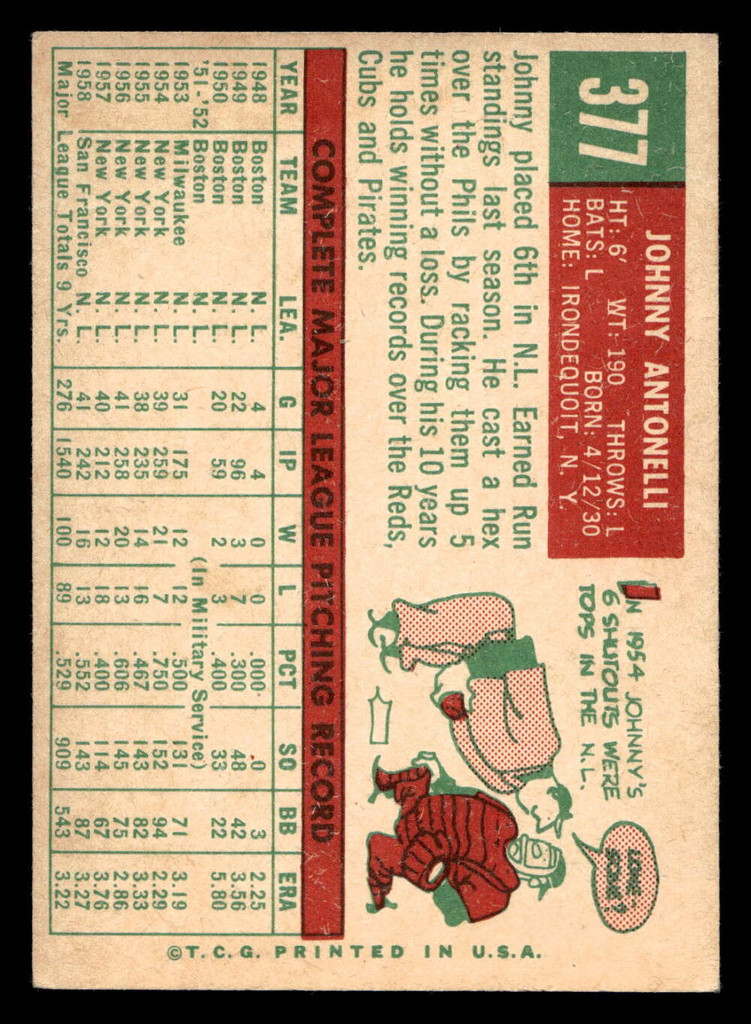 377
JOHNNY ANTONELLI
HT: 6' WT: 190 THROWS: L
BATS: L BORN: 4/12/30
HOME: IRONDEQUOIT, N. Y.
Johnny placed 6th in N.L. Earned Run
standings last season. He cast a hex
over the Phils by racking them up 5
times without a loss. During his 10 years
he holds winning records over the Reds,
Cubs and Pirates.
IN 1954 JOHNNY'S
6 SHUTOUTS WERE
TOPS IN THE N.L.
COMPLETE MAJOR LEAGUE PITCHING RECORD
YEAR TEAM LEA. G IP W L PCT SO BB ERA
1948 Boston N. L. 4 4 0 0 .000 .0 3 2.25
1949 Boston N. L. 22 96 3 7 .300 48 42 3.56
1950 Boston N. L. 20 59 2 3 .400 33 22 5.80
'51-'52 Boston N. L. (In Military Service)
1953 Milwaukee N. L. 31 175 12 12 .500 131 71 3.19
1954 New York N. L. 39 259 21 7 .750 152 94 2.29
1955 New York N. L. 38 235 14 16 .467 143 82 3.33
1956 New York N. L. 41 258 20 13 .606 145 75 2.86
1957 New York N. L. 40 212 12 18 .400 114 67 3.76
1958 San Francisco N. L. 41 242 16 13 .552 143 87 3.27
Major League Totals 9 Yrs. 276 1540 100 89 .529 909 543 3.22
©T.C.G. PRINTED IN U.S.A.